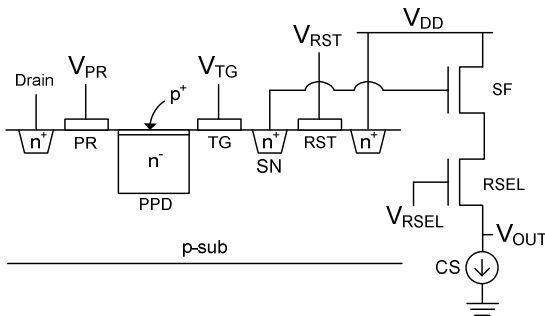 V_DD
V_RST
V_PR
V_TG
Drain
p⁺
SF
n⁺
PR
n⁻
TG
n⁺
RST
n⁺
SN
PPD
RSEL
V_RSEL
V_OUT
p-sub
CS